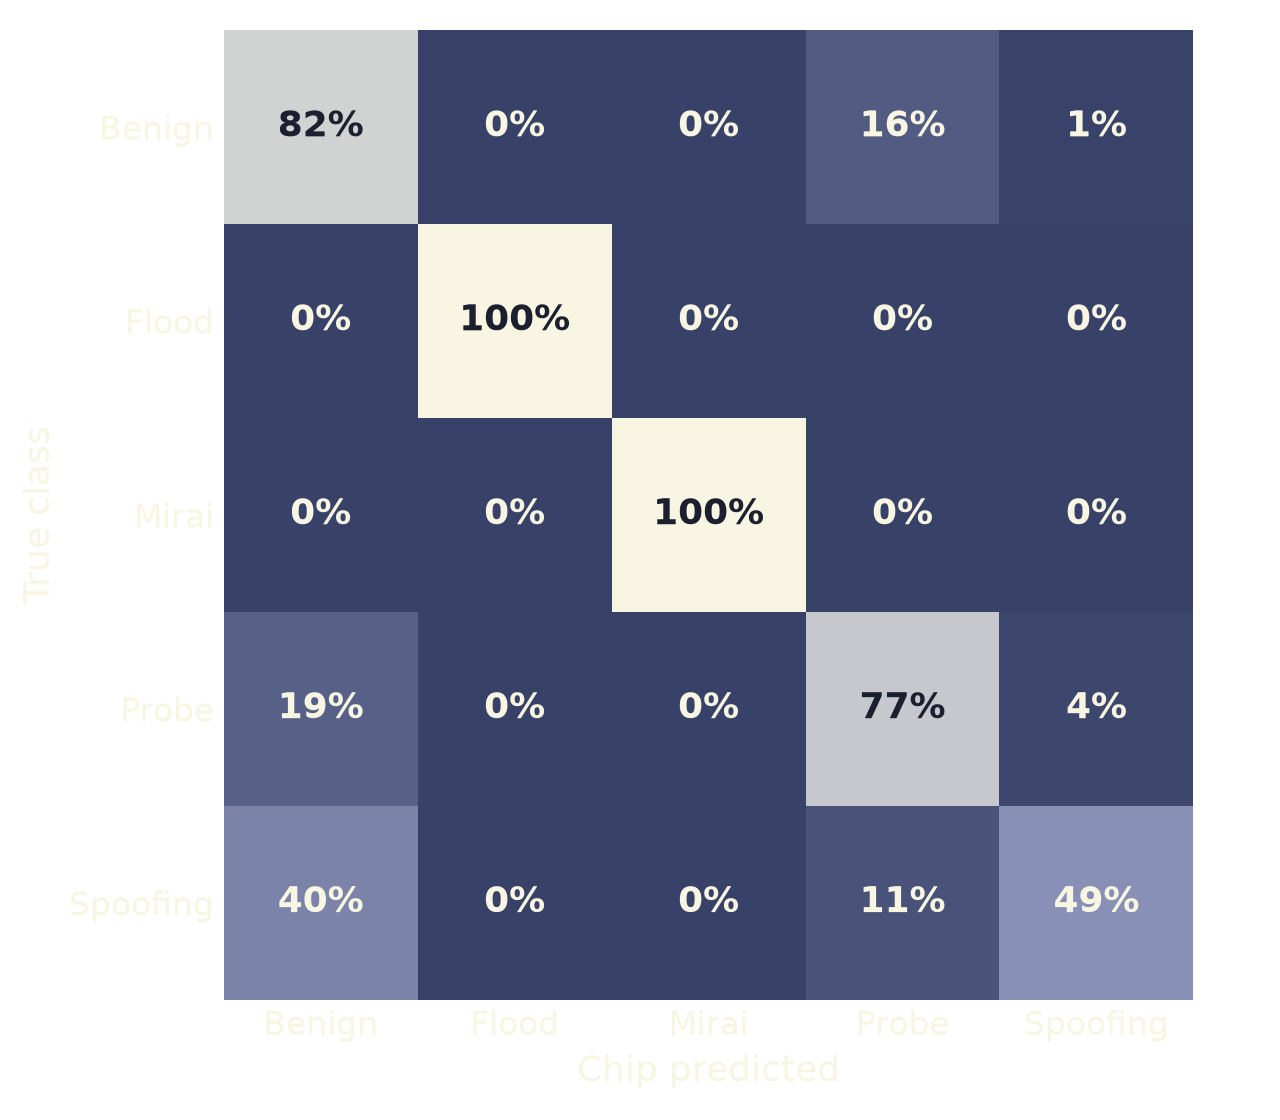 Benign 82% 0% 0% 16% 1%
Flood 0% 100% 0% 0% 0%
Mirai 0% 0% 100% 0% 0%
Probe 19% 0% 0% 77% 4%
Spoofing 40% 0% 0% 11% 49%
True class
Benign Flood Mirai Probe Spoofing
Chip predicted